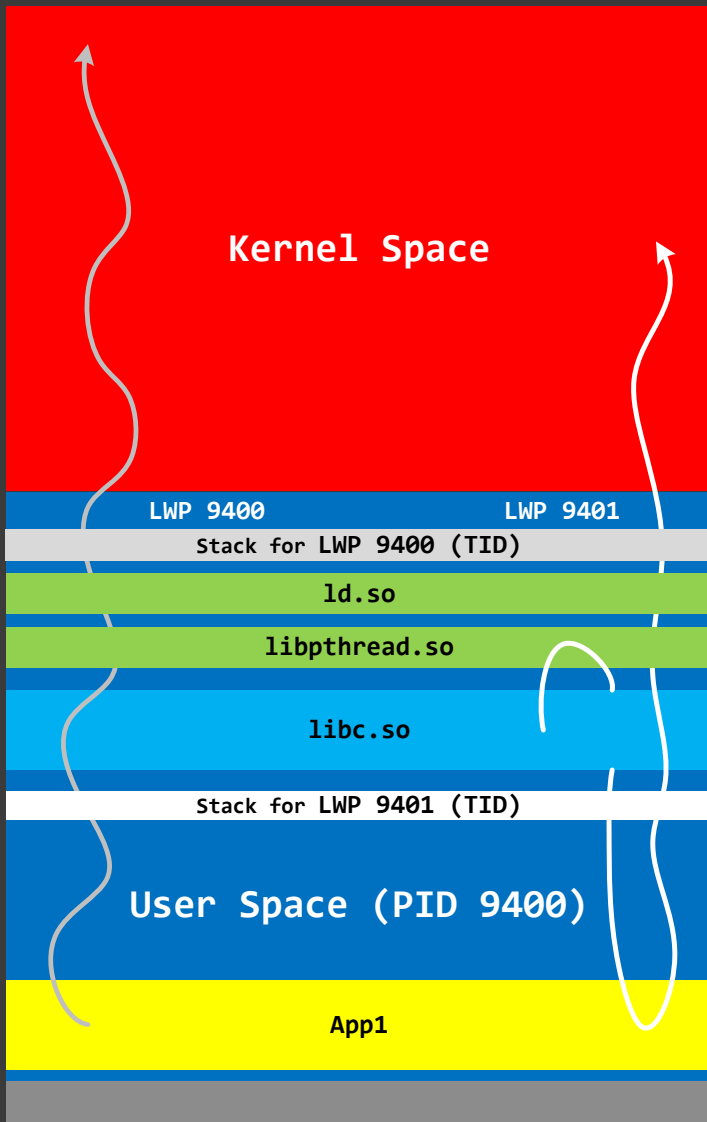 Kernel Space
LWP 9400 LWP 9401
Stack for LWP 9400 (TID)
ld.so
libpthread.so
libc.so
Stack for LWP 9401 (TID)
User Space (PID 9400)
App1